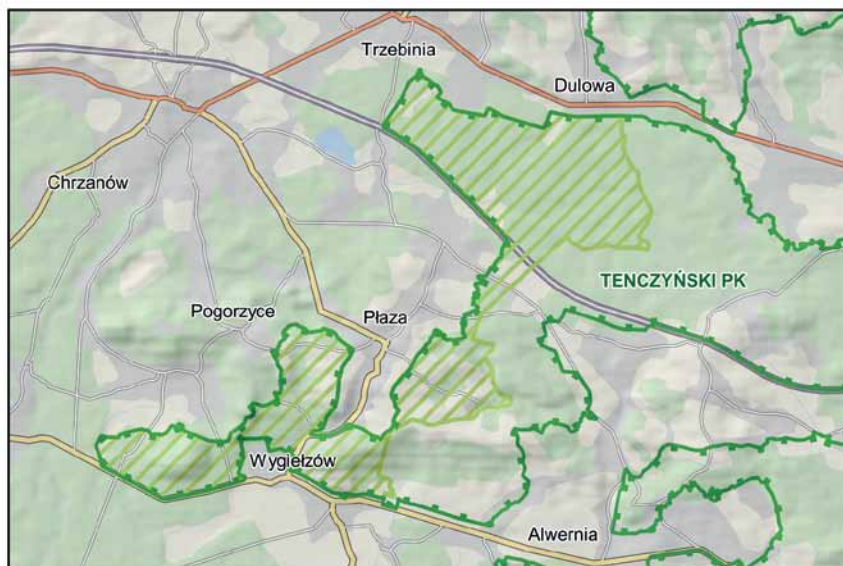 Trzebinia
Dulowa
Chrzanów
TENCZYŃSKI PK
Pogorzyce
Płaza
Wygiełzów
Alwernia